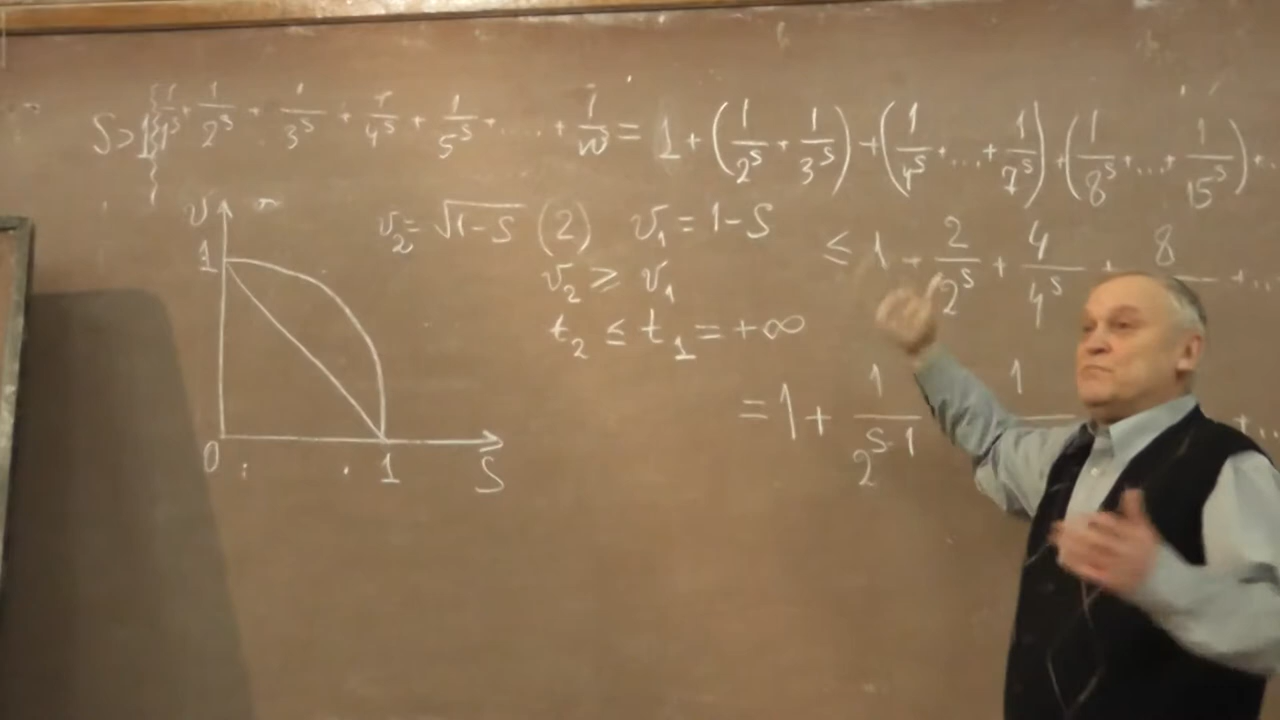 S>1 1/1^s + 1/2^s + 1/3^s + 1/4^s + 1/5^s + .... + 1/n^s = 1 + (1/2^s + 1/3^s) + (1/4^s + ... + 1/7^s) + (1/8^s + ... + 1/15^s) + ..
v
v₂ = √(1-S) (2) v₁ = 1-S
≤ 1 + 2/2^s + 4/4^s + 8 + ...
1
v₂ ≥ v₁
t₂ ≤ t₁ = +∞
= 1 + 1/2^(s-1) 1 + ..
0 1 S